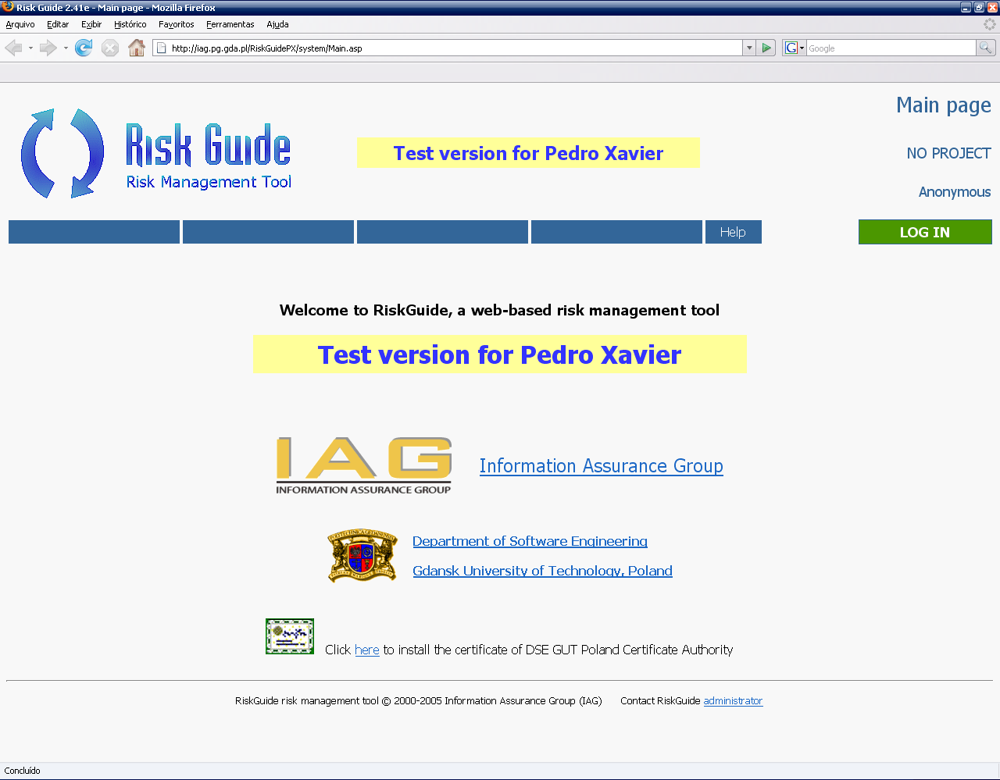 Risk Guide 2.41e - Main page - Mozilla Firefox
Arquivo Editar Exibir Histórico Favoritos Ferramentas Ajuda
http://iag.pg.gda.pl/RiskGuidePX/system/Main.asp
G Google
Main page
Risk Guide
Risk Management Tool
Test version for Pedro Xavier
NO PROJECT
Anonymous
Help
LOG IN
Welcome to RiskGuide, a web-based risk management tool
Test version for Pedro Xavier
IAG
INFORMATION ASSURANCE GROUP
Information Assurance Group
Department of Software Engineering
Gdansk University of Technology, Poland
Click here to install the certificate of DSE GUT Poland Certificate Authority
RiskGuide risk management tool © 2000-2005 Information Assurance Group (IAG) Contact RiskGuide administrator
Concluído